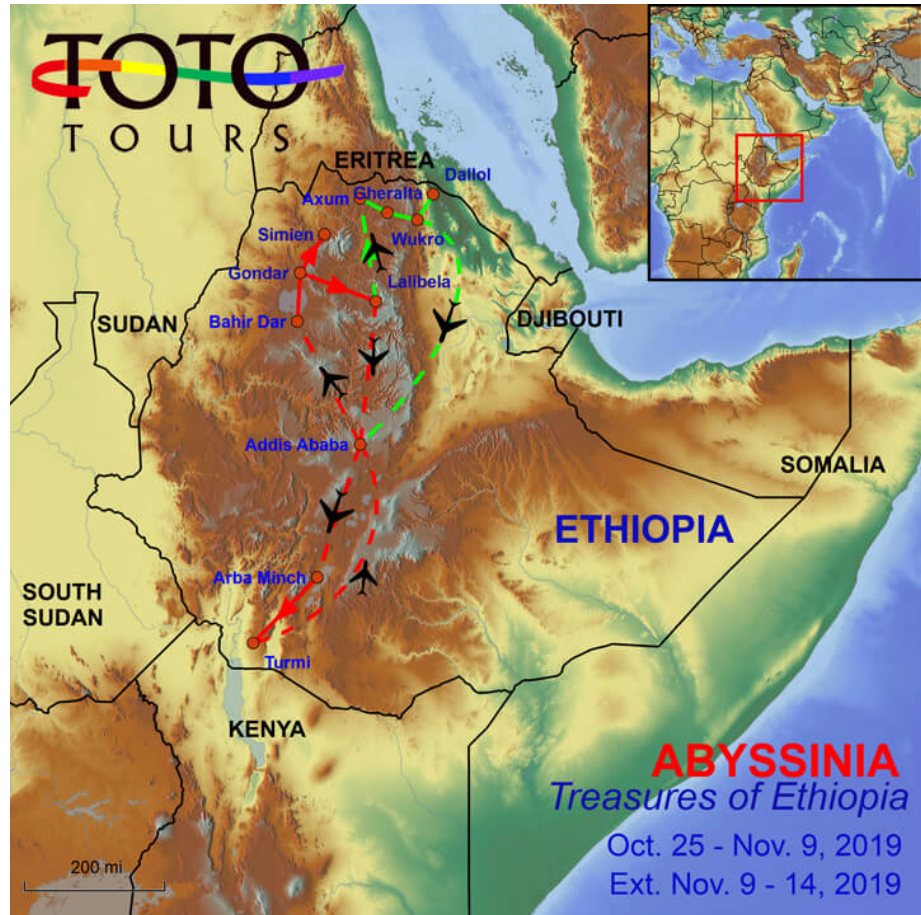 TOTO
TOURS
ERITREA
Dallol
Axum
Gheralta
Simien
Wukro
Gondar
Lalibela
SUDAN
Bahir Dar
DJIBOUTI
Addis Ababa
SOMALIA
ETHIOPIA
Arba Minch
SOUTH
SUDAN
Turmi
KENYA
ABYSSINIA
Treasures of Ethiopia
Oct. 25 - Nov. 9, 2019
Ext. Nov. 9 - 14, 2019
200 mi